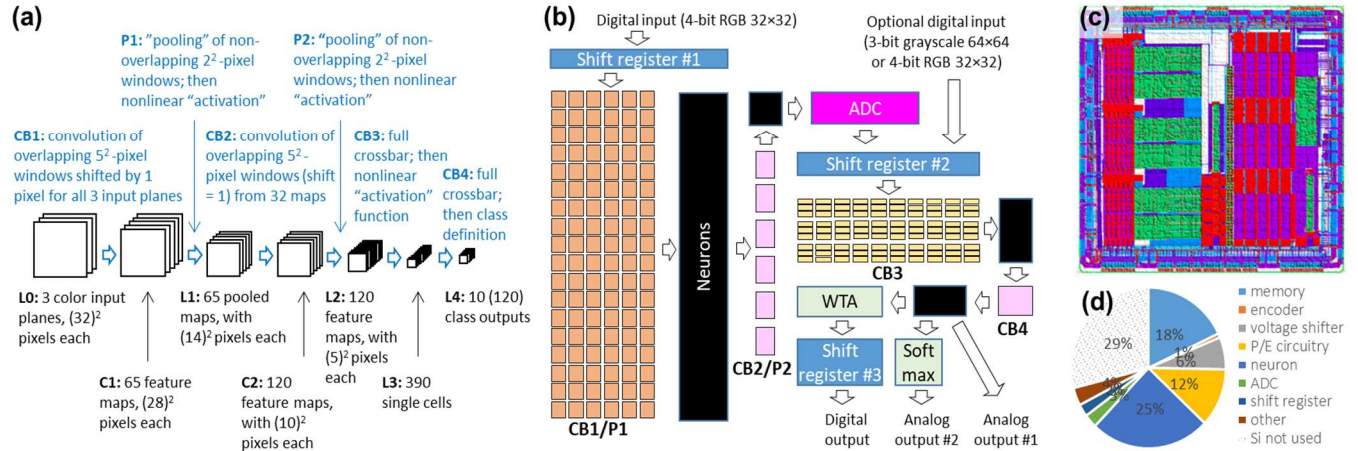 (a)
P1: ”pooling” of non-
overlapping 2²-pixel
windows; then
nonlinear “activation”
P2: “pooling” of non-
overlapping 2²-pixel
windows; then nonlinear
“activation”
CB1: convolution of
overlapping 5²-pixel
windows shifted by 1
pixel for all 3 input planes
CB2: convolution of
overlapping 5²-
pixel windows (shift
= 1) from 32 maps
CB3: full
crossbar; then
nonlinear
“activation”
function
CB4: full
crossbar;
then class
definition
L0: 3 color input
planes, (32)²
pixels each
L1: 65 pooled
maps, with
(14)² pixels each
L2: 120
feature
maps, with
(5)² pixels
each
L4: 10 (120)
class outputs
C1: 65 feature
maps, (28)²
pixels each
C2: 120
feature maps,
with (10)²
pixels each
L3: 390
single cells
(b)
Digital input (4-bit RGB 32×32)
Optional digital input
(3-bit grayscale 64×64
or 4-bit RGB 32×32)
Shift register #1
ADC
Shift register #2
Neurons
CB3
WTA
CB4
CB2/P2
Shift
register #3
Soft
max
CB1/P1
Digital
output
Analog
output #2
Analog
output #1
(c)
(d)
29%
18%
1%
6%
12%
25%
4%
3%
memory
encoder
voltage shifter
P/E circuitry
neuron
ADC
shift register
other
Si not used